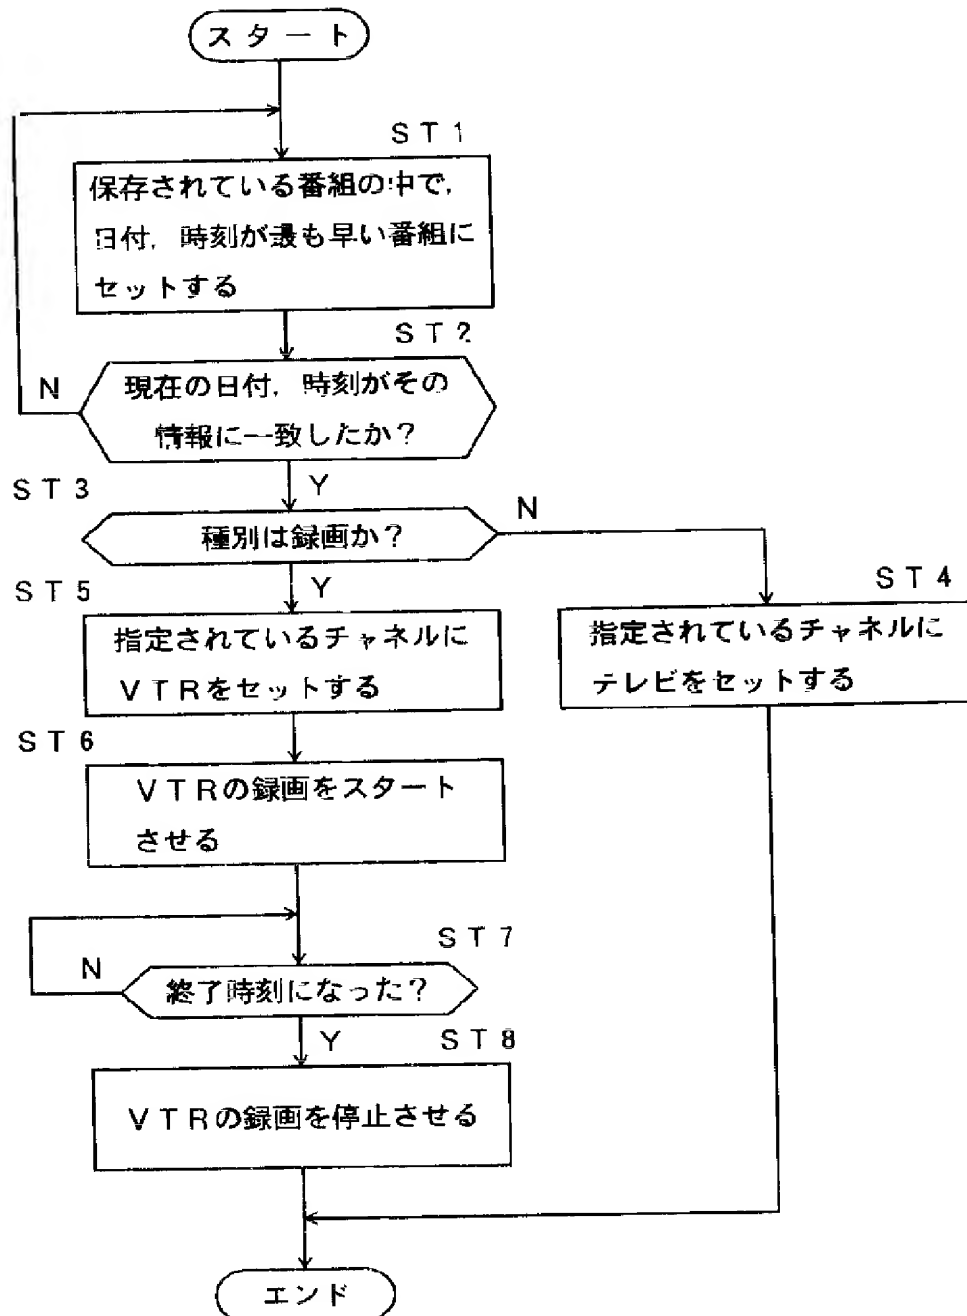 スタート
ST1
保存されている番組の中で,
日付, 時刻が最も早い番組に
セットする
ST2
N
現在の日付, 時刻がその
情報に一致したか?
Y
ST3
種別は録画か?
N
Y
ST5
指定されているチャネルに
VTRをセットする
ST4
指定されているチャネルに
テレビをセットする
ST6
VTRの録画をスタート
させる
ST7
N
終了時刻になった?
Y
ST8
VTRの録画を停止させる
エンド